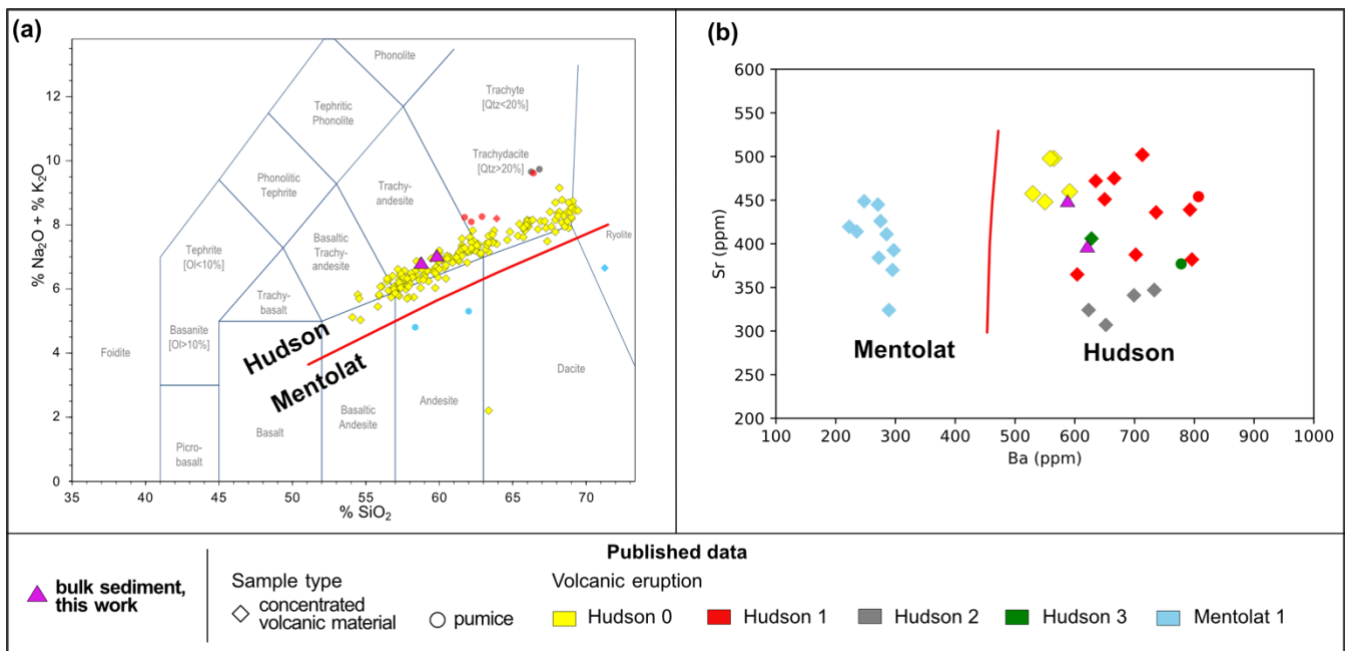 (a)
% Na2O + % K2O
12
10
8
6
4
2
0
35
40
45
50
55
60
65
70
% SiO2
Phonolite
Trachyte
[Qtz<20%]
Tephritic
Phonolite
Trachydacite
[Qtz>20%]
Phonolitic
Tephrite
Trachy-
andesite
Ryolite
Tephrite
[Ol<10%]
Basaltic
Trachy-
andesite
Trachy-
basalt
Basanite
[Ol>10%]
Foidite
Hudson
Mentolat
Dacite
Andesite
Basaltic
Andesite
Basalt
Picro-
basalt
(b)
Sr (ppm)
600
550
500
450
400
350
300
250
200
100
200
300
400
500
600
700
800
900
1000
Ba (ppm)
Mentolat
Hudson
Published data
bulk sediment,
this work
Sample type
concentrated
volcanic material
pumice
Volcanic eruption
Hudson 0
Hudson 1
Hudson 2
Hudson 3
Mentolat 1